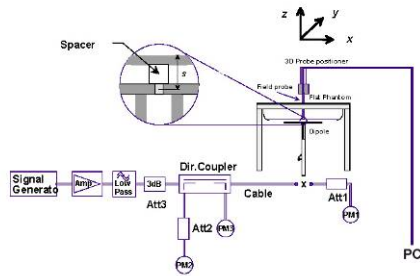 z
y
x
Spacer
s
3D Probe positioner
Field probe
Flat Phantom
Dipole
Signal
Generato
Amp
Low
Pass
3dB
Att3
Dir.Coupler
Cable
x
Att1
PM1
Att2
PM3
PM2
PC